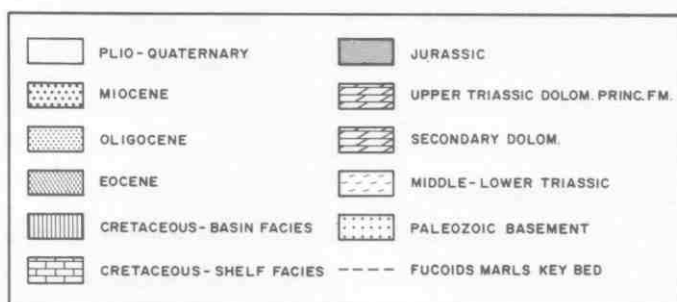 PLIO-QUATERNARY
MIOCENE
OLIGOCENE
EOCENE
CRETACEOUS-BASIN FACIES
CRETACEOUS-SHELF FACIES
JURASSIC
UPPER TRIASSIC DOLOM. PRINC. FM.
SECONDARY DOLOM.
MIDDLE-LOWER TRIASSIC
PALEOZOIC BASEMENT
FUCOIDS MARLS KEY BED